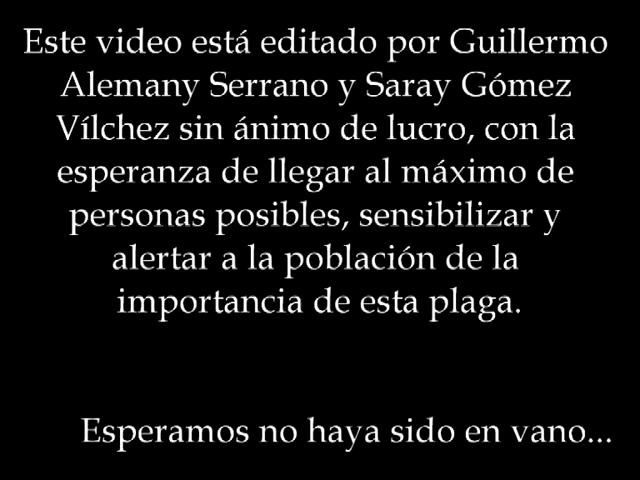 Este video está editado por Guillermo
Alemany Serrano y Saray Gómez
Vílchez sin ánimo de lucro, con la
esperanza de llegar al máximo de
personas posibles, sensibilizar y
alertar a la población de la
importancia de esta plaga.
Esperamos no haya sido en vano...